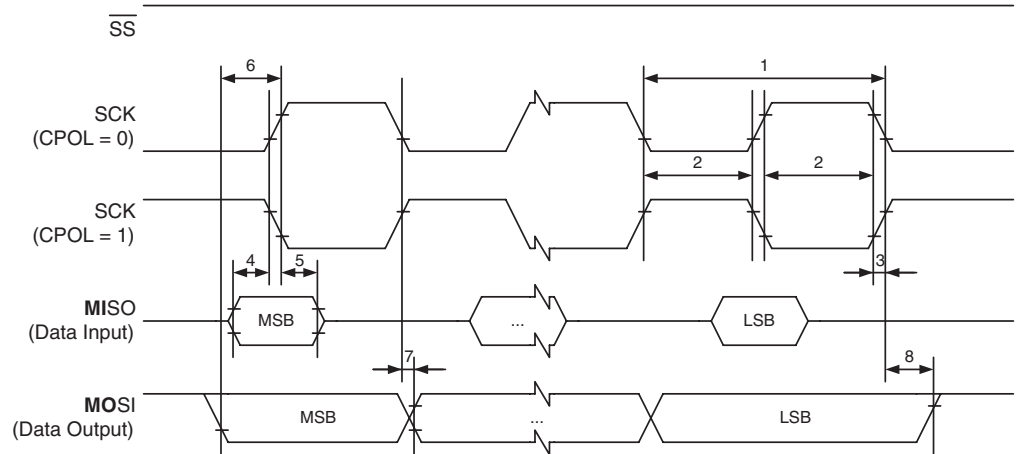 SS
6
1
SCK
(CPOL = 0)
2
2
SCK
(CPOL = 1)
4
5
3
MISO
(Data Input)
MSB
...
LSB
7
8
MOSI
(Data Output)
MSB
...
LSB